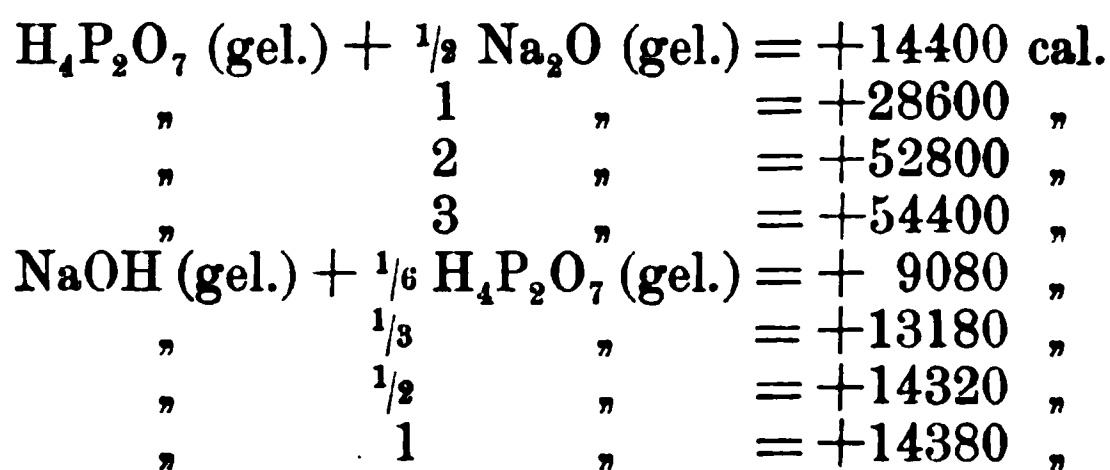 H₄P₂O₇ (gel.) + ½ Na₂O (gel.) = +14400 cal.
„ 1 „ = +28600 „
„ 2 „ = +52800 „
„ 3 „ = +54400 „
NaOH (gel.) + ⅙ H₄P₂O₇ (gel.) = + 9080 „
„ ⅓ „ = +13180 „
„ ½ „ = +14320 „
„ 1 „ = +14380 „